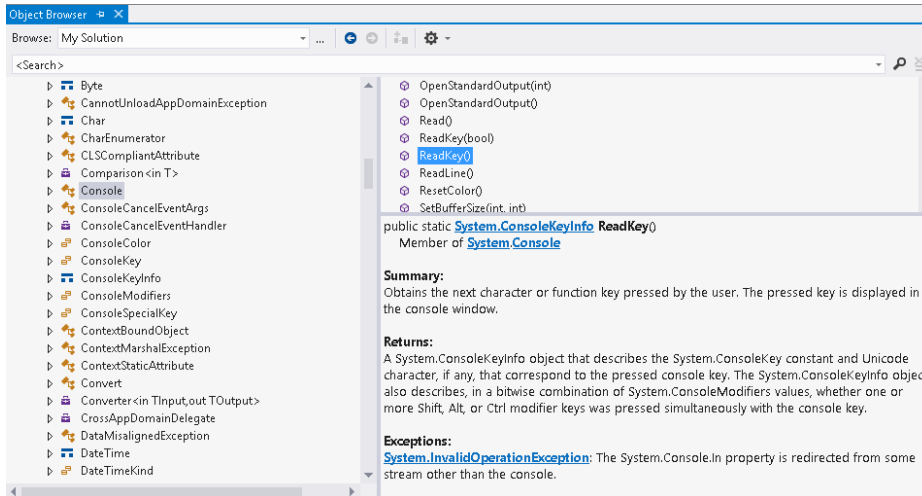 Object Browser
Browse: My Solution
...
<Search>
Byte
CannotUnloadAppDomainException
Char
CharEnumerator
CLSCompliantAttribute
Comparison<in T>
Console
ConsoleCancelEventArgs
ConsoleCancelEventHandler
ConsoleColor
ConsoleKey
ConsoleKeyInfo
ConsoleModifiers
ConsoleSpecialKey
ContextBoundObject
ContextMarshalException
ContextStaticAttribute
Convert
Converter<in TInput,out TOutput>
CrossAppDomainDelegate
DataMisalignedException
DateTime
DateTimeKind
OpenStandardOutput(int)
OpenStandardOutput()
Read()
ReadKey(bool)
ReadKey()
ReadLine()
ResetColor()
SetBufferSize(int, int)
public static System.ConsoleKeyInfo ReadKey()
Member of System.Console
Summary:
Obtains the next character or function key pressed by the user. The pressed key is displayed in
the console window.
Returns:
A System.ConsoleKeyInfo object that describes the System.ConsoleKey constant and Unicode
character, if any, that correspond to the pressed console key. The System.ConsoleKeyInfo objec
also describes, in a bitwise combination of System.ConsoleModifiers values, whether one or
more Shift, Alt, or Ctrl modifier keys was pressed simultaneously with the console key.
Exceptions:
System.InvalidOperationException: The System.Console.In property is redirected from some
stream other than the console.